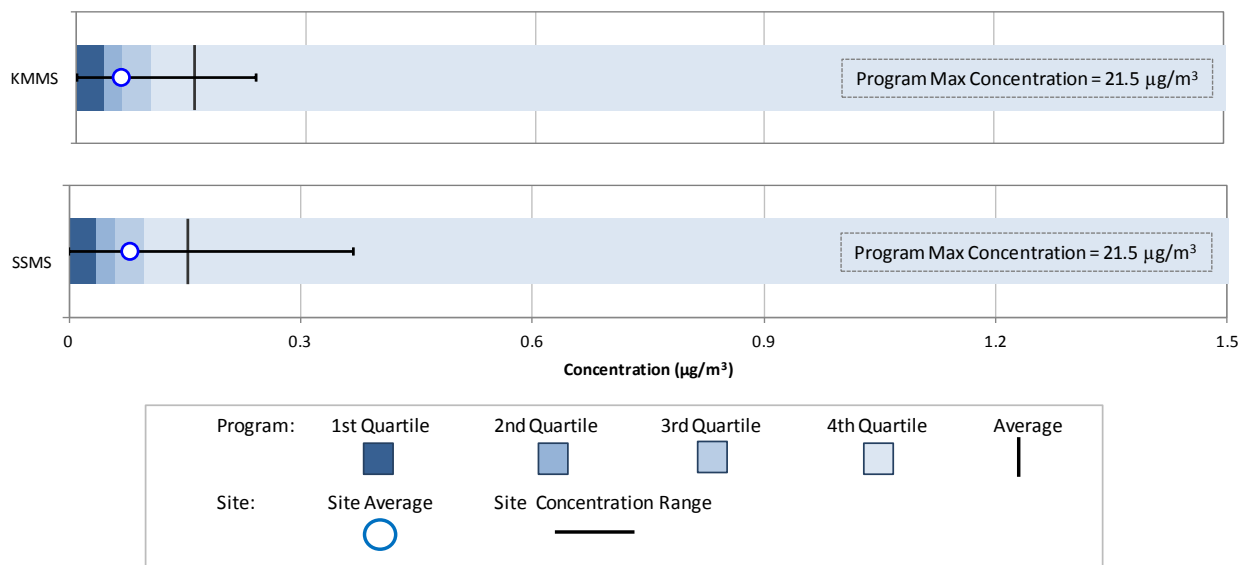 KMMS
Program Max Concentration = 21.5 μg/m³
SSMS
Program Max Concentration = 21.5 μg/m³
0 0.3 0.6 0.9 1.2 1.5
Concentration (μg/m³)
Program: 1st Quartile 2nd Quartile 3rd Quartile 4th Quartile Average
Site: Site Average Site Concentration Range